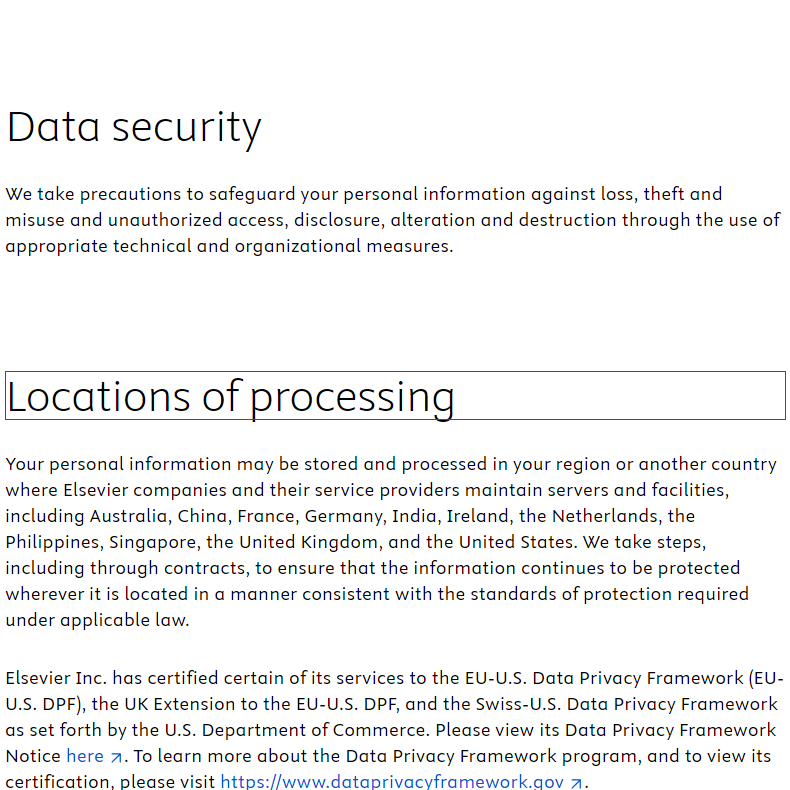 Data security
We take precautions to safeguard your personal information against loss, theft and
misuse and unauthorized access, disclosure, alteration and destruction through the use of
appropriate technical and organizational measures.
Locations of processing
Your personal information may be stored and processed in your region or another country
where Elsevier companies and their service providers maintain servers and facilities,
including Australia, China, France, Germany, India, Ireland, the Netherlands, the
Philippines, Singapore, the United Kingdom, and the United States. We take steps,
including through contracts, to ensure that the information continues to be protected
wherever it is located in a manner consistent with the standards of protection required
under applicable law.
Elsevier Inc. has certified certain of its services to the EU-U.S. Data Privacy Framework (EU-
U.S. DPF), the UK Extension to the EU-U.S. DPF, and the Swiss-U.S. Data Privacy Framework
as set forth by the U.S. Department of Commerce. Please view its Data Privacy Framework
Notice here ↗. To learn more about the Data Privacy Framework program, and to view its
certification, please visit https://www.dataprivacyframework.gov ↗.